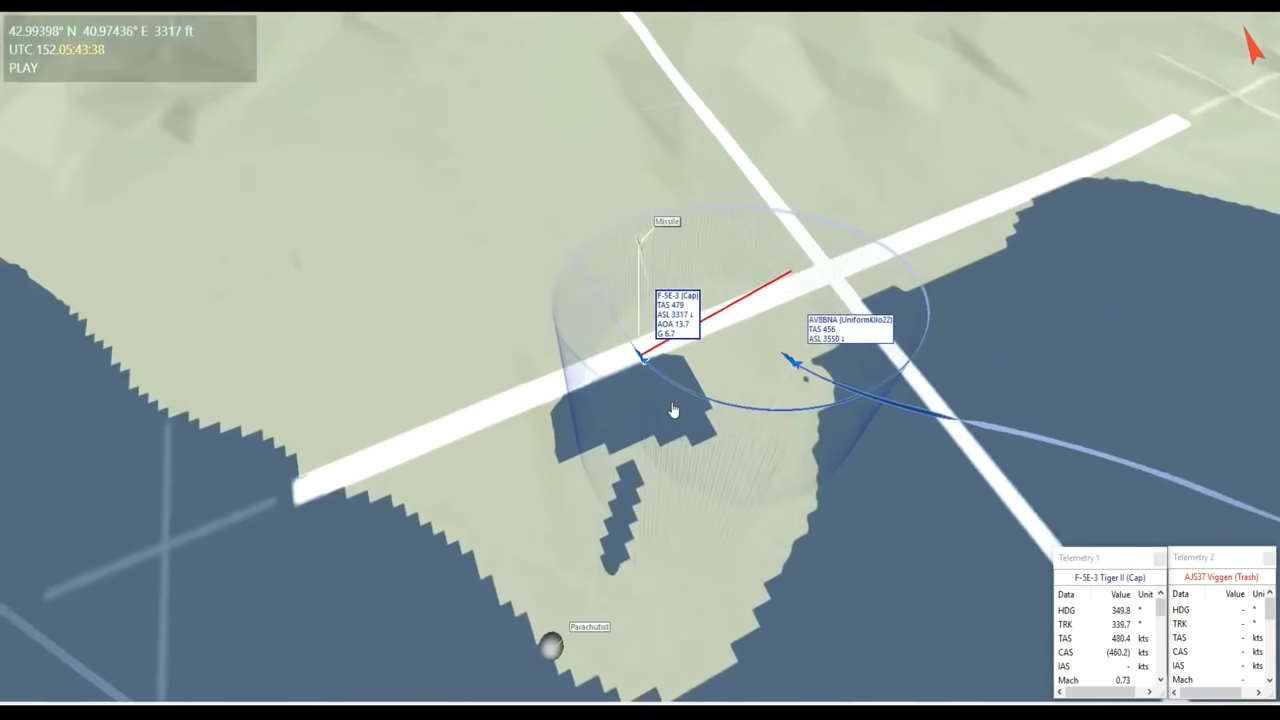 42.99398° N  40.97436° E  3317 ft
UTC 152.05:43:38
PLAY
Missile
F-5E-3 (Cap)
TAS 479
ASL 3317 ↓
AOA 13.7
G 6.7
AV8BNA (UniformKilo22)
TAS 456
ASL 3550 ↓
Parachutist
Telemetry 1
F-5E-3 Tiger II (Cap)
Data Value Unit
HDG 349.8 °
TRK 339.7 °
TAS 480.4 kts
CAS (460.2) kts
IAS - kts
Mach 0.73
Telemetry 2
AJS37 Viggen (Trash)
Data Value Uni
HDG - °
TRK - °
TAS - kts
CAS - kts
IAS - kts
Mach -